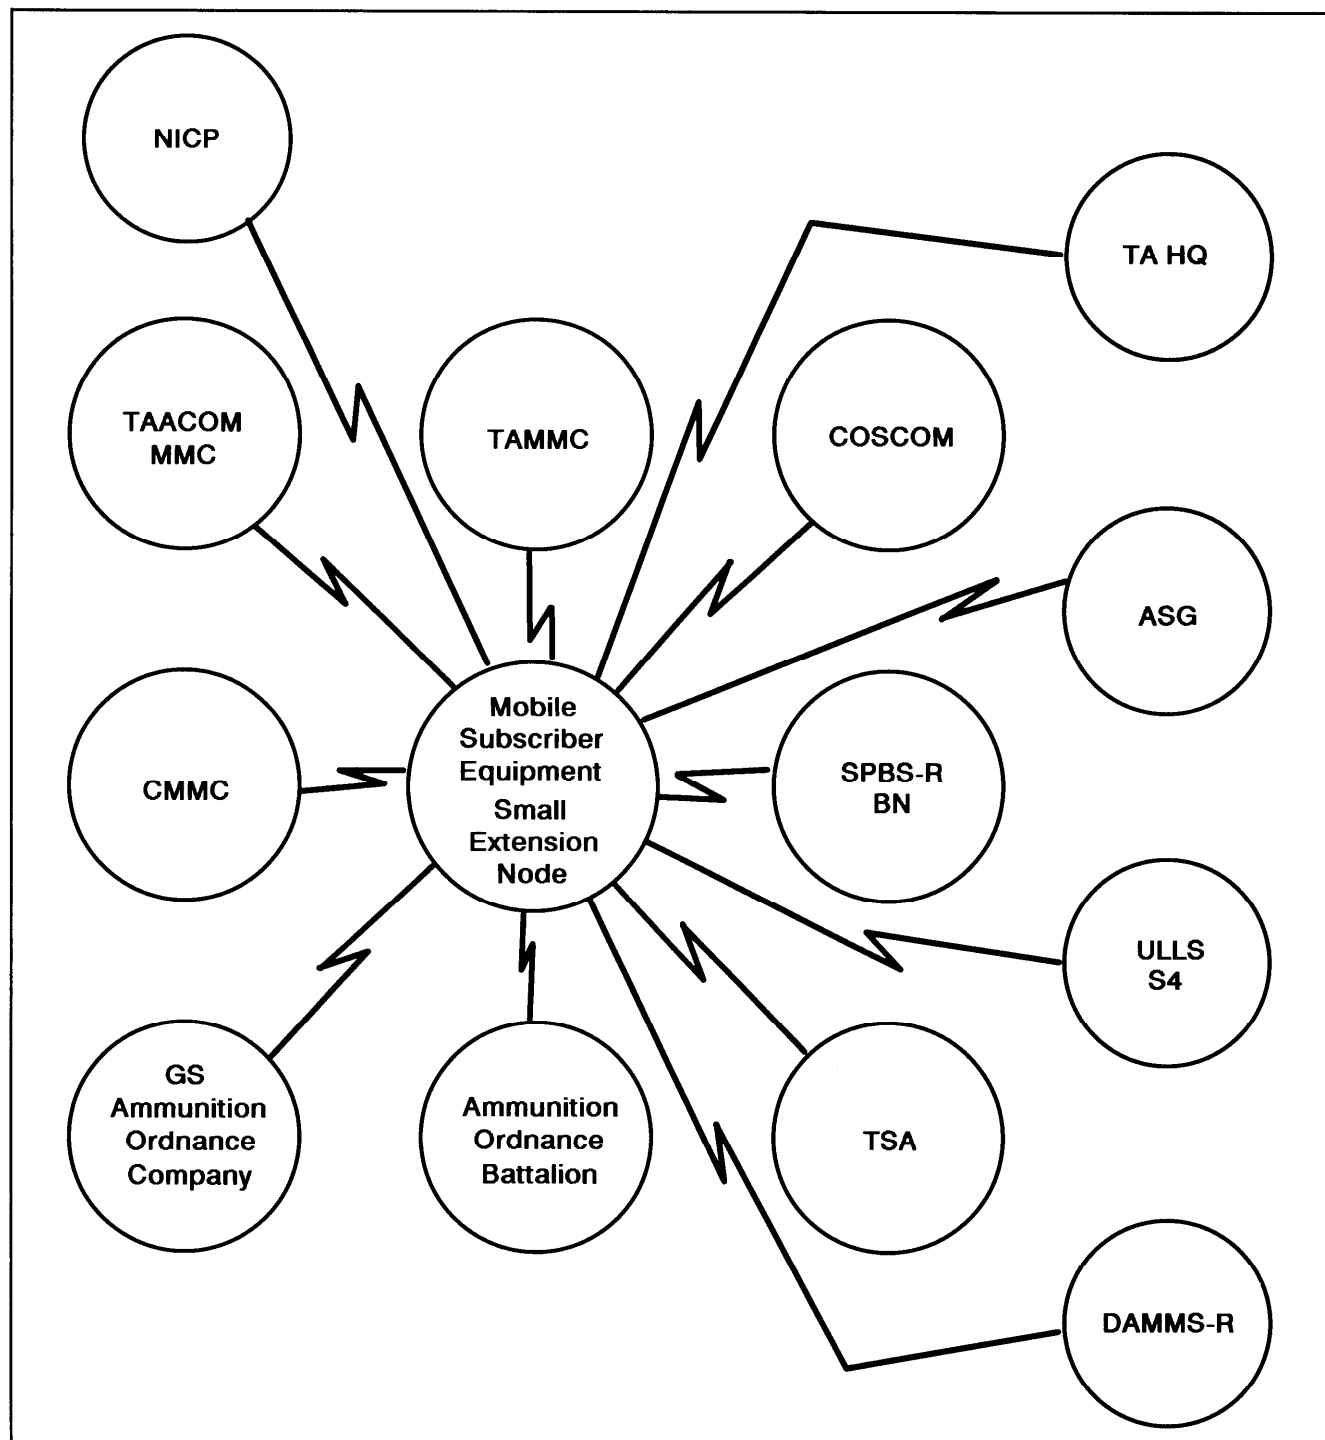 NICP
TA HQ
TAACOM
MMC
TAMMC
COSCOM
ASG
Mobile
Subscriber
Equipment
Small
Extension
Node
CMMC
SPBS-R
BN
ULLS
S4
GS
Ammunition
Ordnance
Company
Ammunition
Ordnance
Battalion
TSA
DAMMS-R